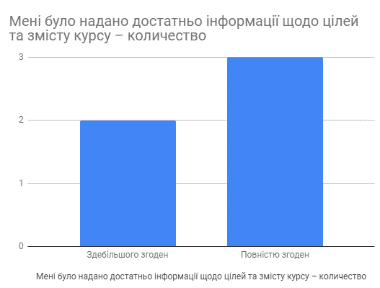 Мені було надано достатньо інформації щодо цілей
та змісту курсу – количество
3
2
1
0
Здебільшого згоден
Повністю згоден
Мені було надано достатньо інформації щодо цілей та змісту курсу – количество